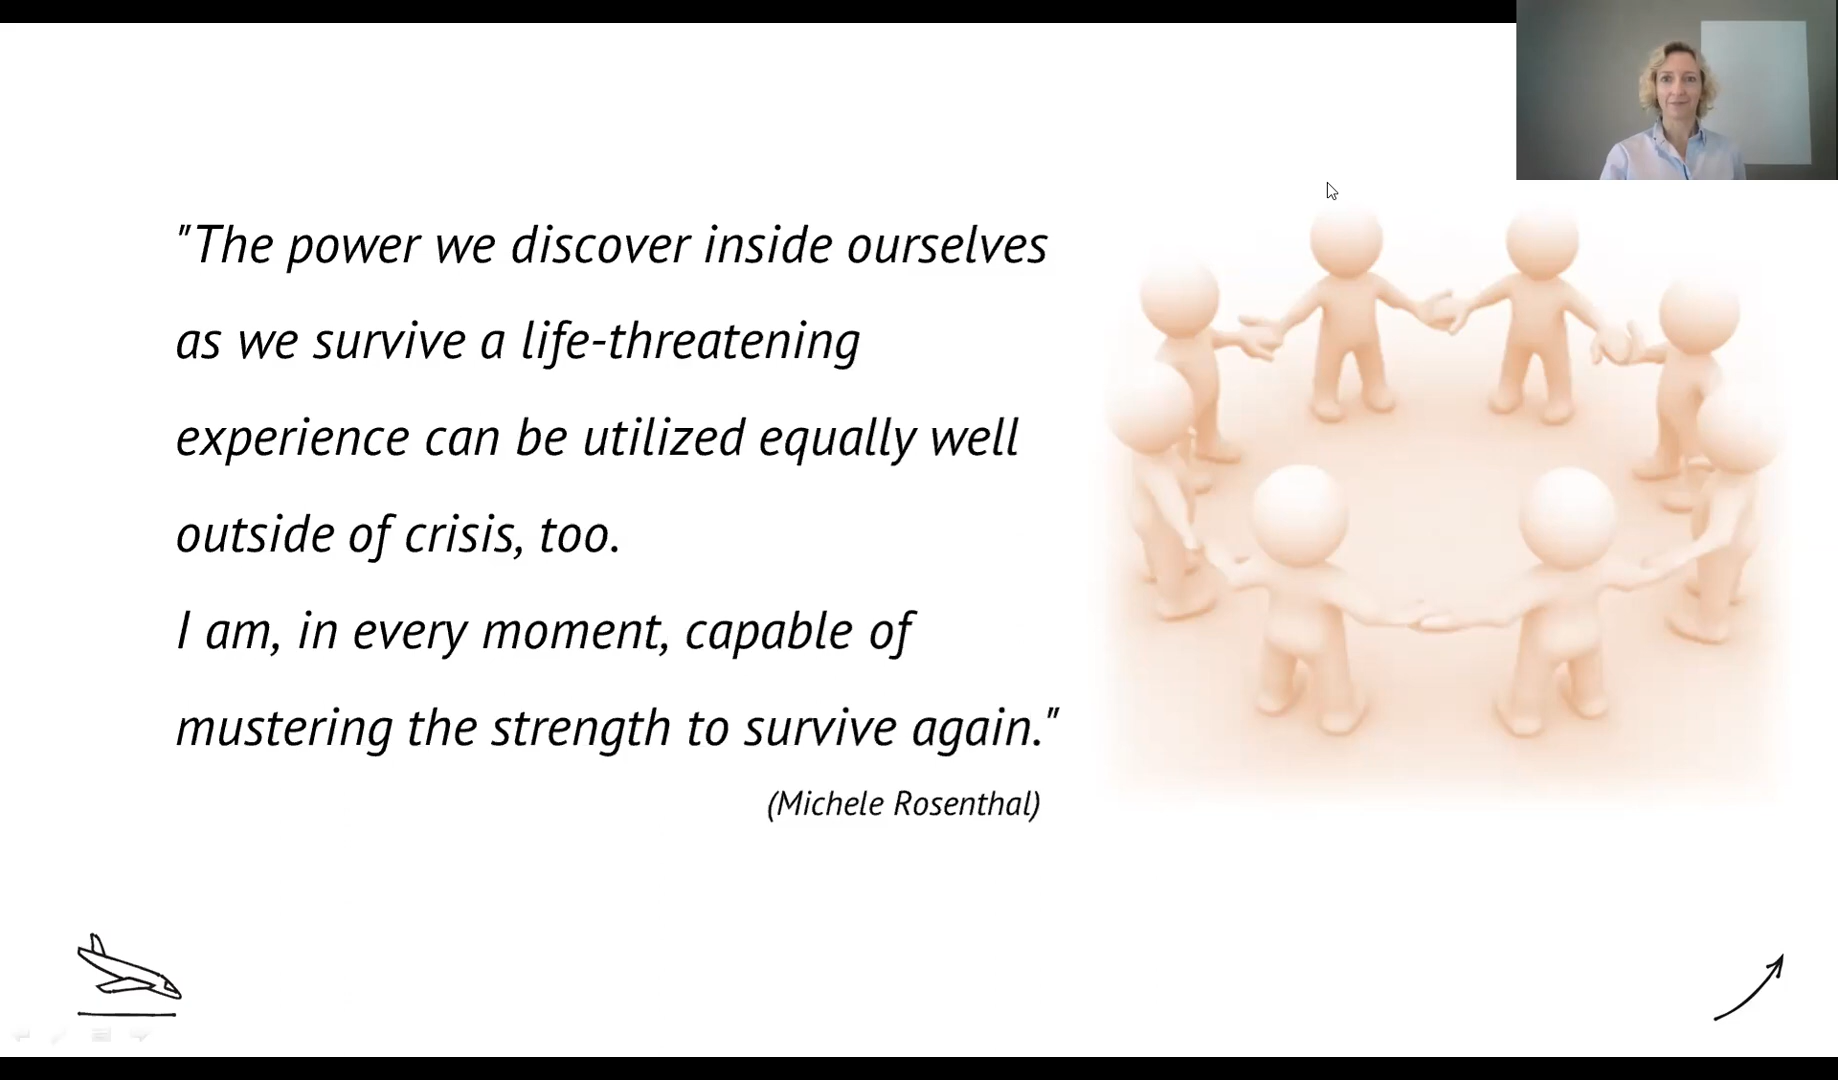 "The power we discover inside ourselves
as we survive a life-threatening
experience can be utilized equally well
outside of crisis, too.
I am, in every moment, capable of
mustering the strength to survive again."
(Michele Rosenthal)